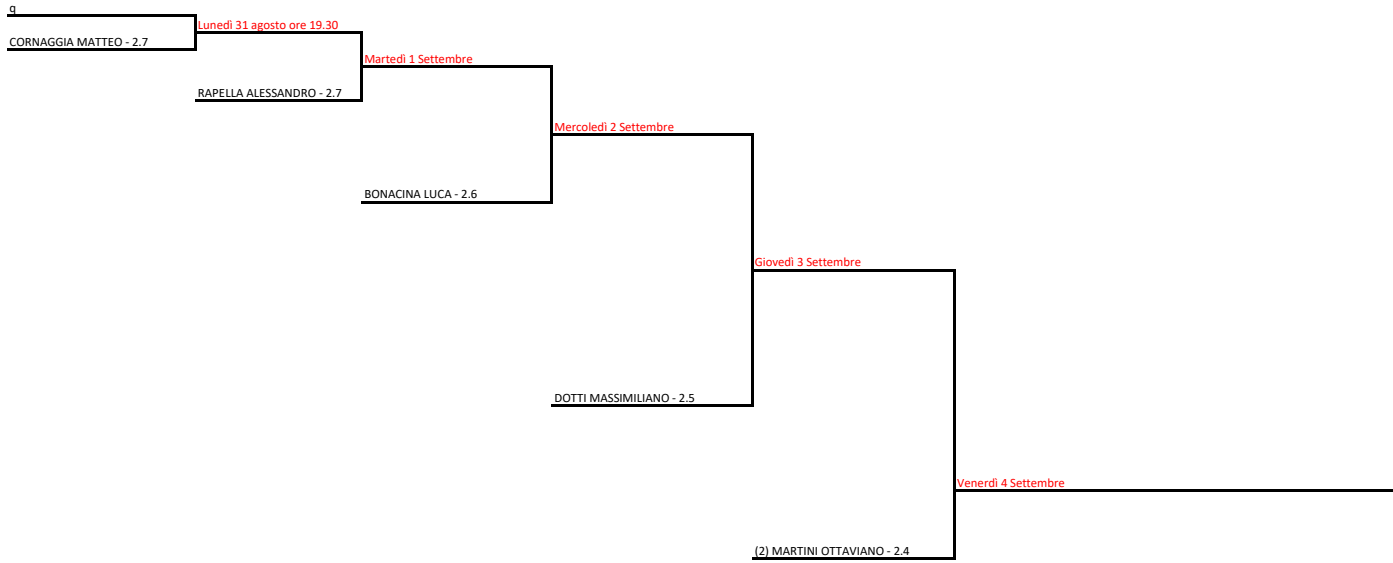 q
Lunedì 31 agosto ore 19.30
CORNAGGIA MATTEO - 2.7
Martedì 1 Settembre
RAPELLA ALESSANDRO - 2.7
Mercoledì 2 Settembre
BONACINA LUCA - 2.6
Giovedì 3 Settembre
DOTTI MASSIMILIANO - 2.5
Venerdì 4 Settembre
(2) MARTINI OTTAVIANO - 2.4